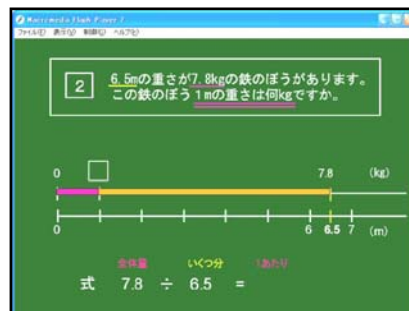 Macromedia Flash Player 7
ファイル(F) 表示(V) 制御(C) ヘルプ(H)
2 6.5mの重さが7.8kgの鉄のぼうがあります。
この鉄のぼう1mの重さは何kgですか。
0 7.8 (kg)
0 6 6.5 7 (m)
全体量 いくつ分 1あたり
式 7.8 ÷ 6.5 =